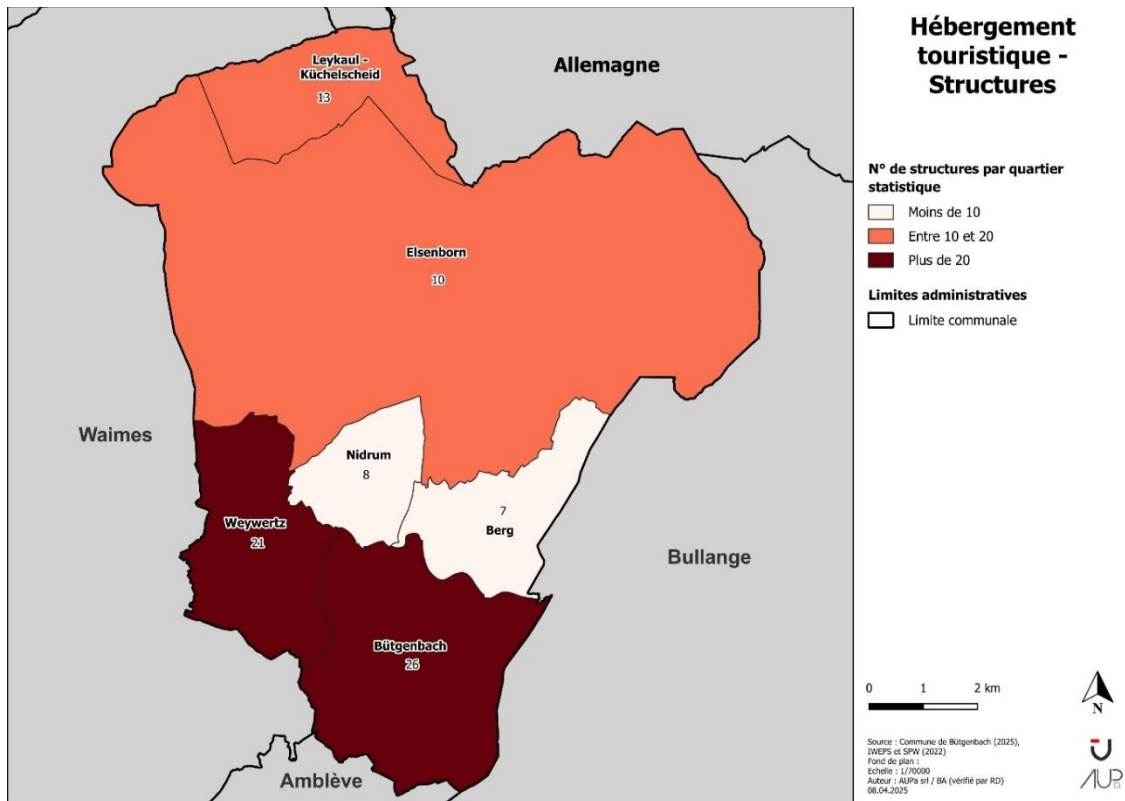 Hébergement
touristique -
Structures
Leykaul -
Küchelscheid
13
Allemagne
Elsenborn
10
Waimes
Nidrum
8
7
Berg
Weywertz
21
Bullange
Bütgenbach
26
Amblève
N° de structures par quartier
statistique
Moins de 10
Entre 10 et 20
Plus de 20
Limites administratives
Limite communale
0 1 2 km
N
Source : Commune de Bütgenbach (2025),
IWEPS et SPW (2022)
Fond de plan :
Echelle : 1/70000
Auteur : AUPa srl / BA (vérifié par RD)
08.04.2025